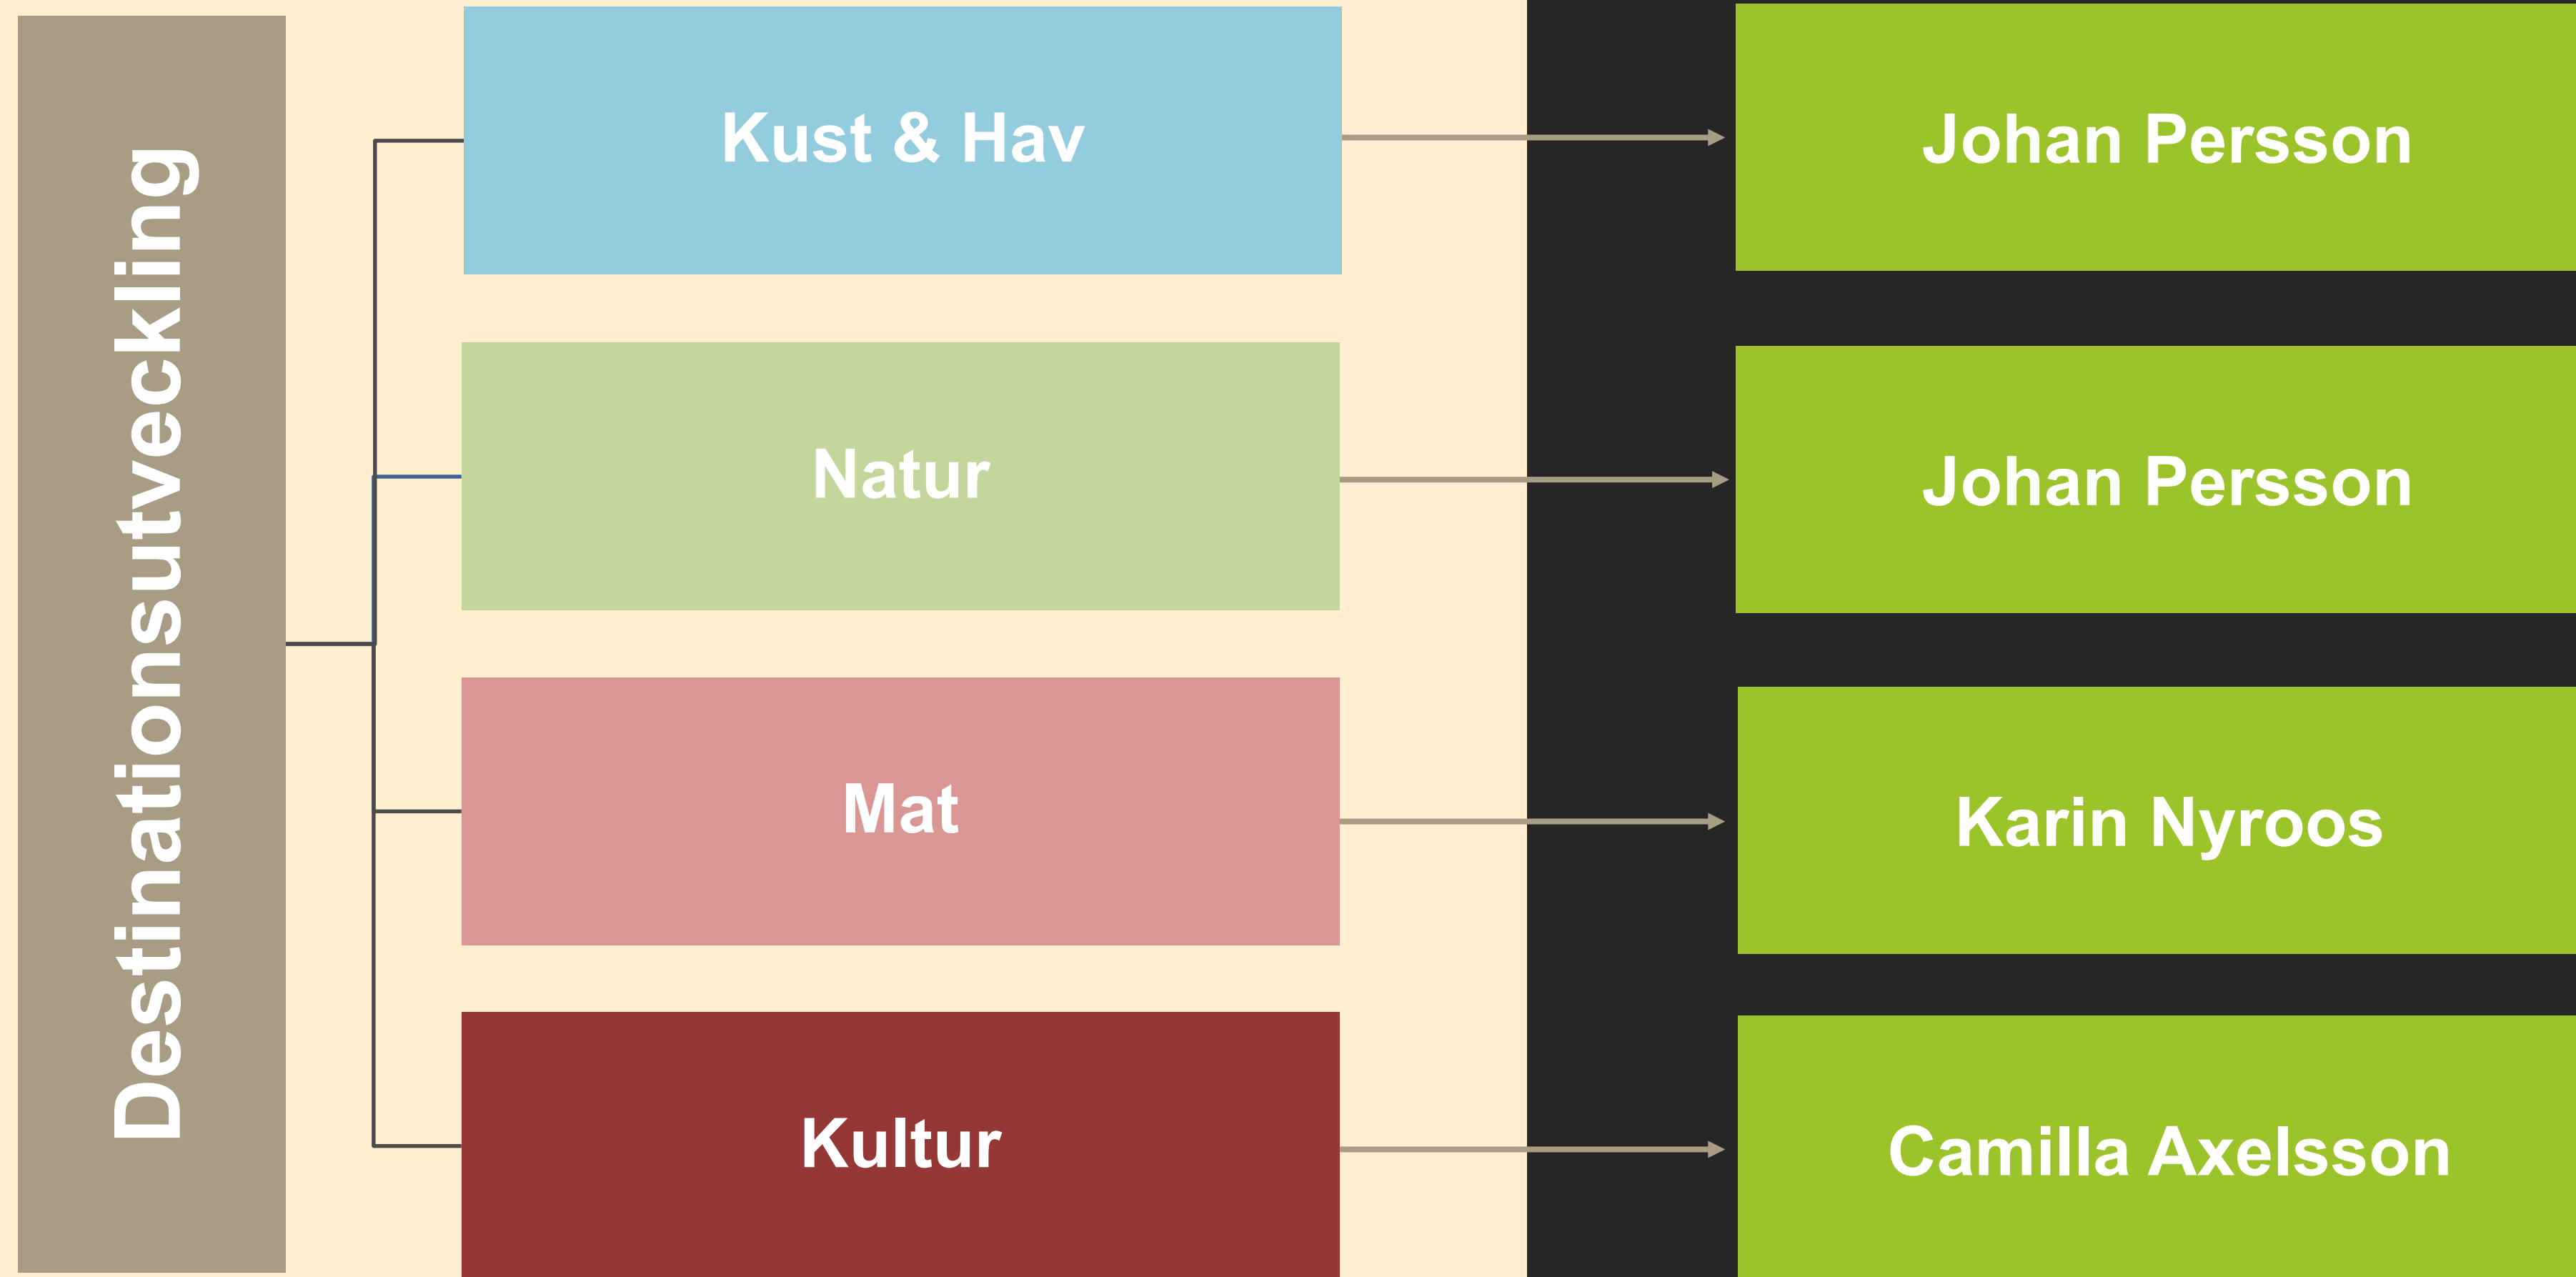 Destinationsutveckling
Kust & Hav
Johan Persson
Natur
Johan Persson
Mat
Karin Nyroos
Kultur
Camilla Axelsson